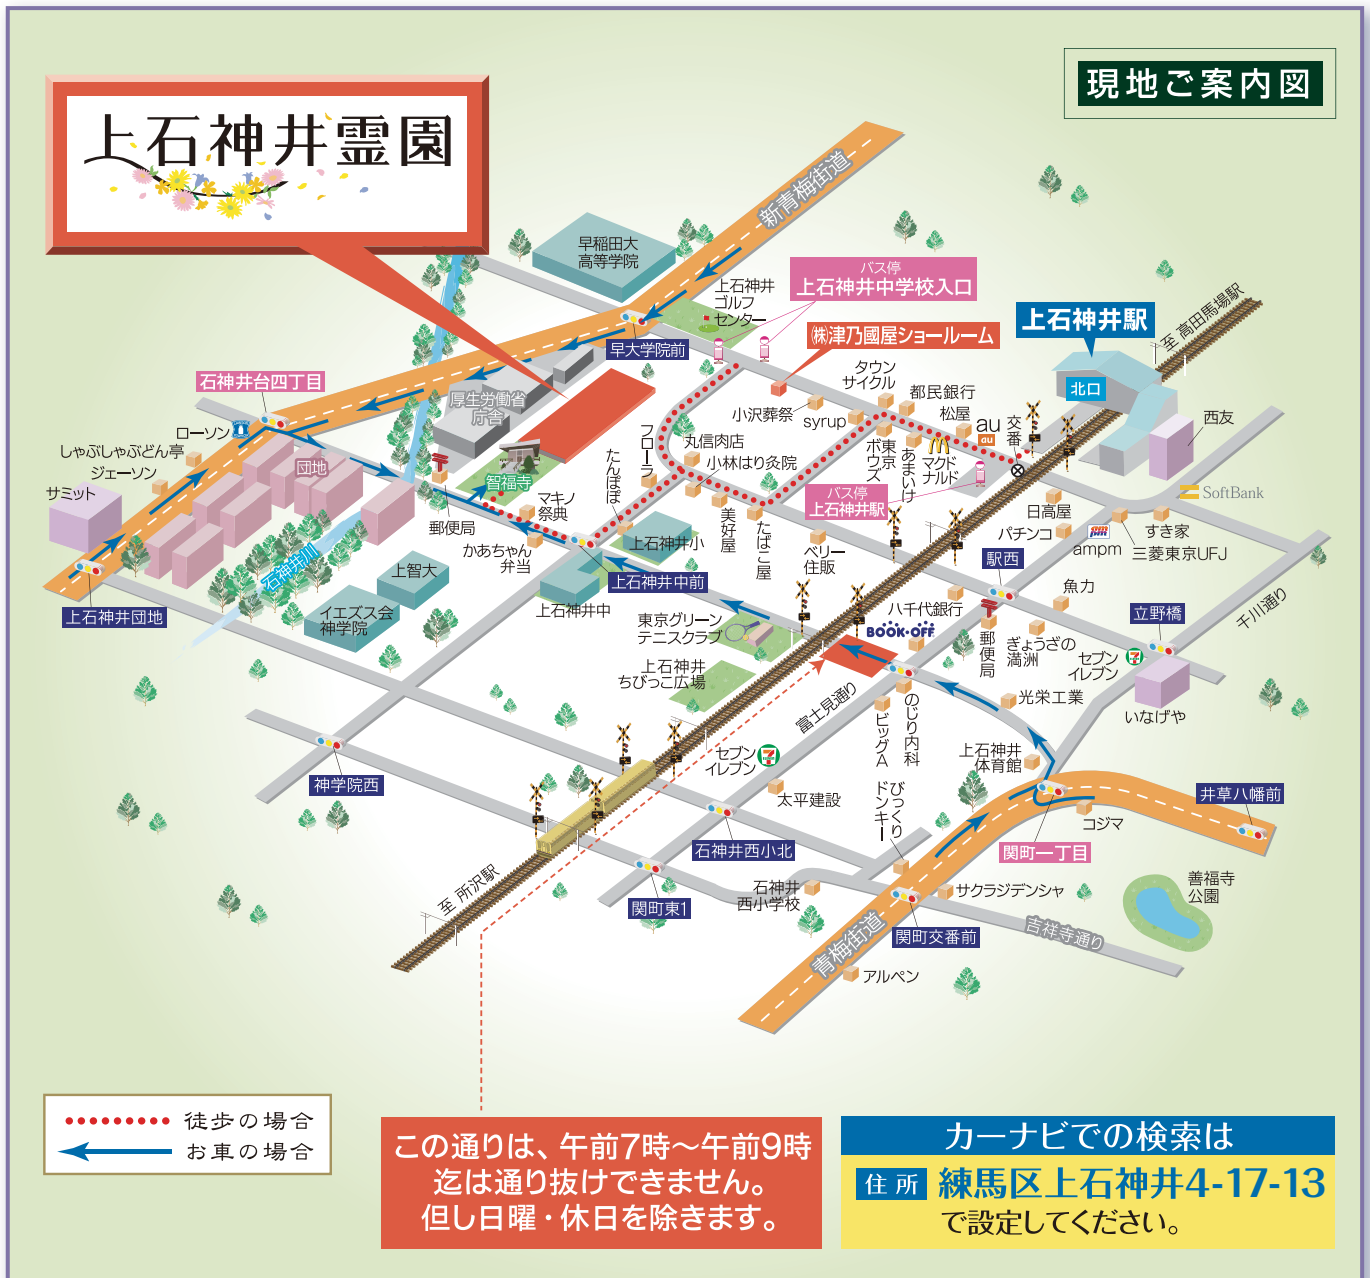 現地ご案内図
上石神井霊園
新青梅街道
早稲田大
高等学院
上石神井
ゴルフ
センター
バス停
上石神井中学校入口
㈱津乃國屋ショールーム
上石神井駅
北口
至 高田馬場駅
早大学院前
石神井台四丁目
厚生労働省
庁舎
タウン
サイクル
都民銀行
松屋
au
au
交番
西友
小沢葬祭
syrup
ローソン
しゃぶしゃぶどん亭
ジェーソン
サミット
団地
フローラ
丸信肉店
小林はり灸院
東京
ボウズ
あまいけ
マクド
ナルド
SoftBank
智福寺
たんぽぽ
マキノ
祭典
郵便局
かあちゃん
弁当
美好屋
たばこ屋
バス停
上石神井駅
日高屋
パチンコ
ampm
ampm
すき家
三菱東京UFJ
石神井川
上智大
上石神井小
ベリー
住販
駅西
魚力
上石神井団地
イエズス会
神学院
上石神井中
上石神井中前
東京グリーン
テニスクラブ
八千代銀行
BOOK・OFF
郵便局
ぎょうざの
満洲
セブン
イレブン
立野橋
千川通り
上石神井
ちびっこ広場
富士見通り
のじり内科
ビッグA
光栄工業
いなげや
神学院西
セブン
イレブン
上石神井
体育館
太平建設
びっくり
ドンキー
コジマ
井草八幡前
石神井西小北
関町一丁目
至 所沢駅
関町東1
石神井
西小学校
サクラジデンシャ
善福寺
公園
関町交番前
吉祥寺通り
青梅街道
アルペン
徒歩の場合
お車の場合
この通りは、午前7時～午前9時
迄は通り抜けできません。
但し日曜・休日を除きます。
カーナビでの検索は
住所 練馬区上石神井4-17-13
で設定してください。